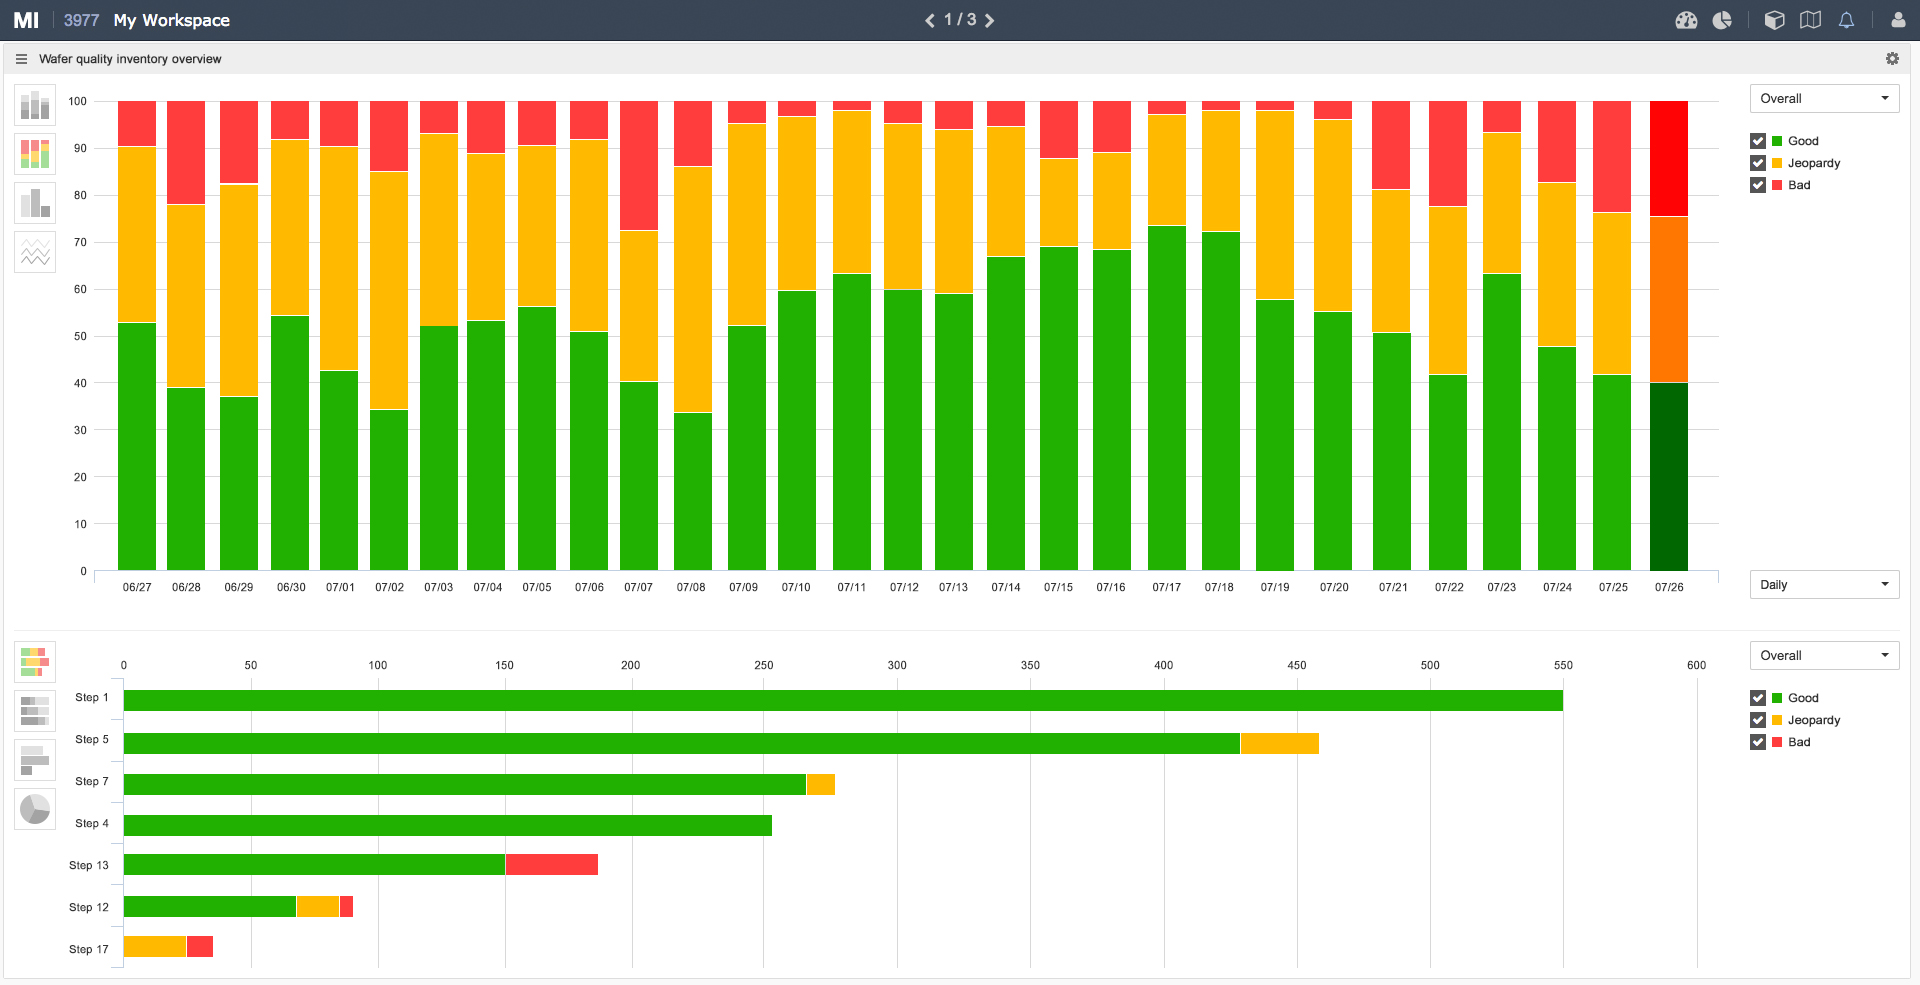 MI 3977 My Workspace 1 / 3
Wafer quality inventory overview
100
90
80
70
60
50
40
30
20
10
0
06/27 06/28 06/29 06/30 07/01 07/02 07/03 07/04 07/05 07/06 07/07 07/08 07/09 07/10 07/11 07/12 07/13 07/14 07/15 07/16 07/17 07/18 07/19 07/20 07/21 07/22 07/23 07/24 07/25 07/26
Overall
Good
Jeopardy
Bad
Daily
0 50 100 150 200 250 300 350 400 450 500 550 600
Step 1
Step 5
Step 7
Step 4
Step 13
Step 12
Step 17
Overall
Good
Jeopardy
Bad